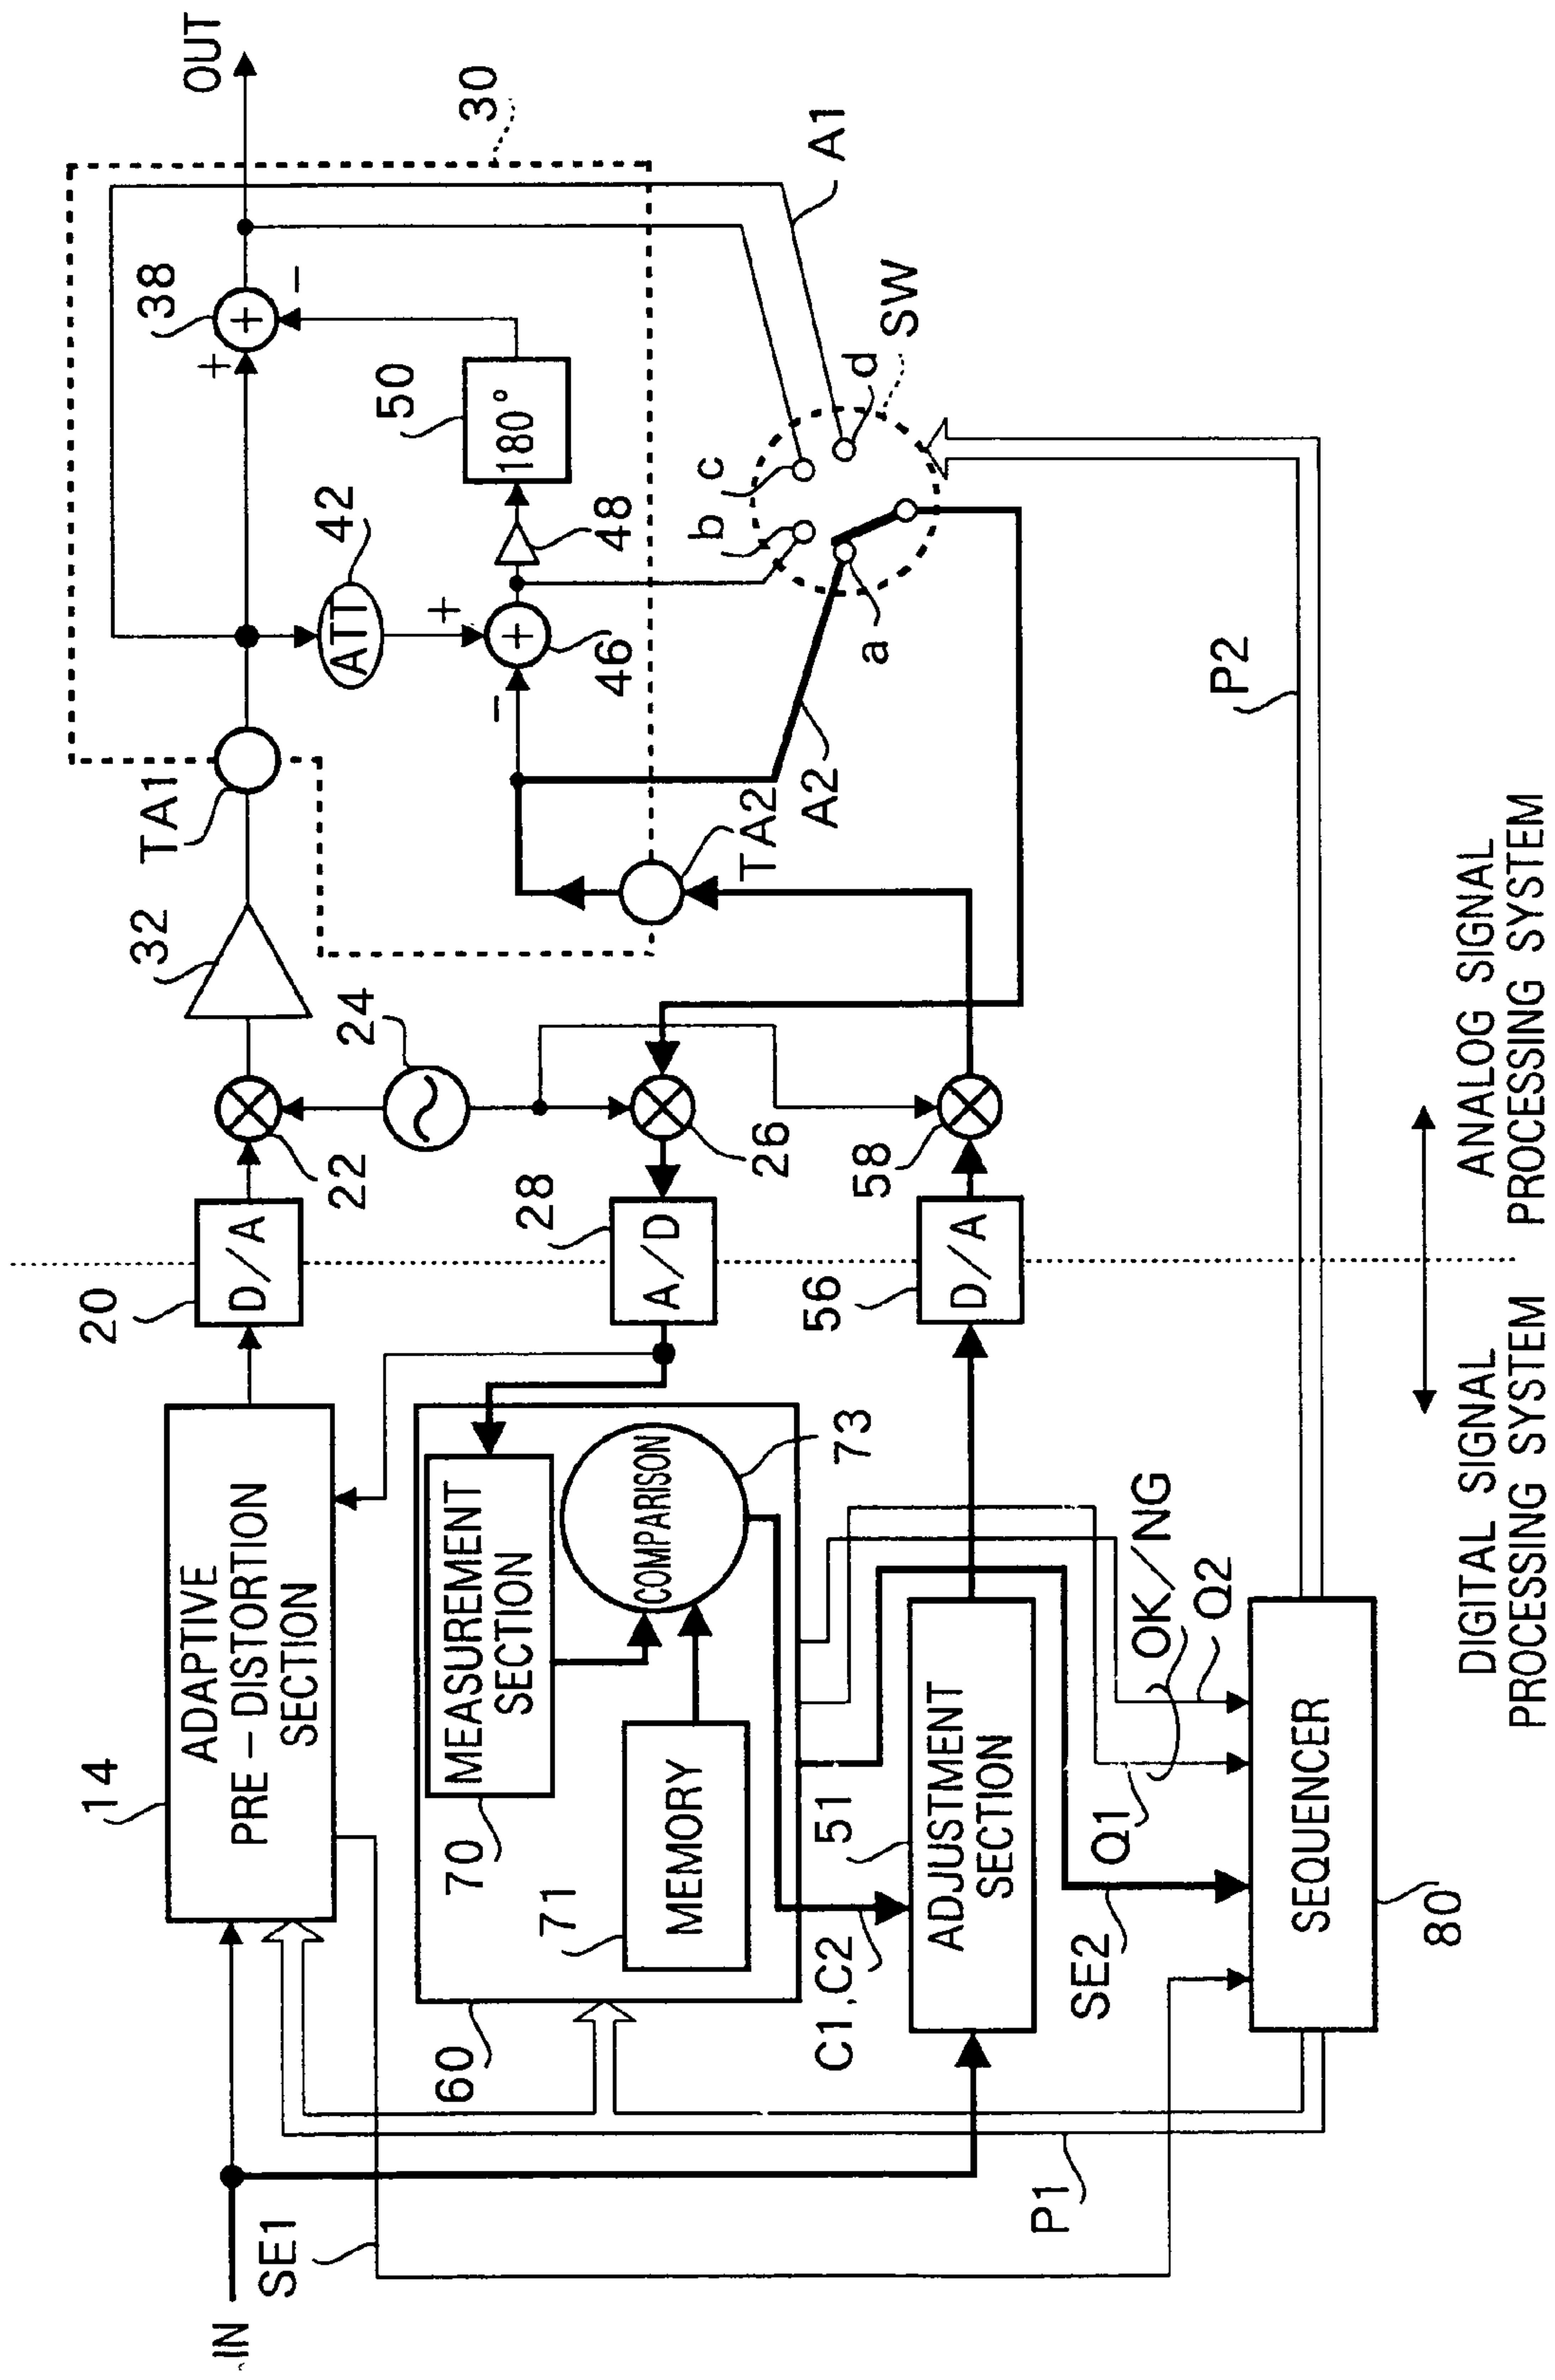 IN
SE1
14
ADAPTIVE
PRE-DISTORTION
SECTION
20
D/A
22
24
32
TA1
42
ATT
+
38
+
+
-
OUT
30
50
180°
48
+
-
+
46
60
70
MEASUREMENT
SECTION
71
MEMORY
COMPARISON
73
28
A/D
26
TA2
A2
a
b
c
d
SW
A1
C1,C2
51
ADJUSTMENT
SECTION
56
D/A
58
P1
SE2
Q1
OK/NG
Q2
SEQUENCER
80
P2
DIGITAL SIGNAL
PROCESSING SYSTEM
ANALOG SIGNAL
PROCESSING SYSTEM